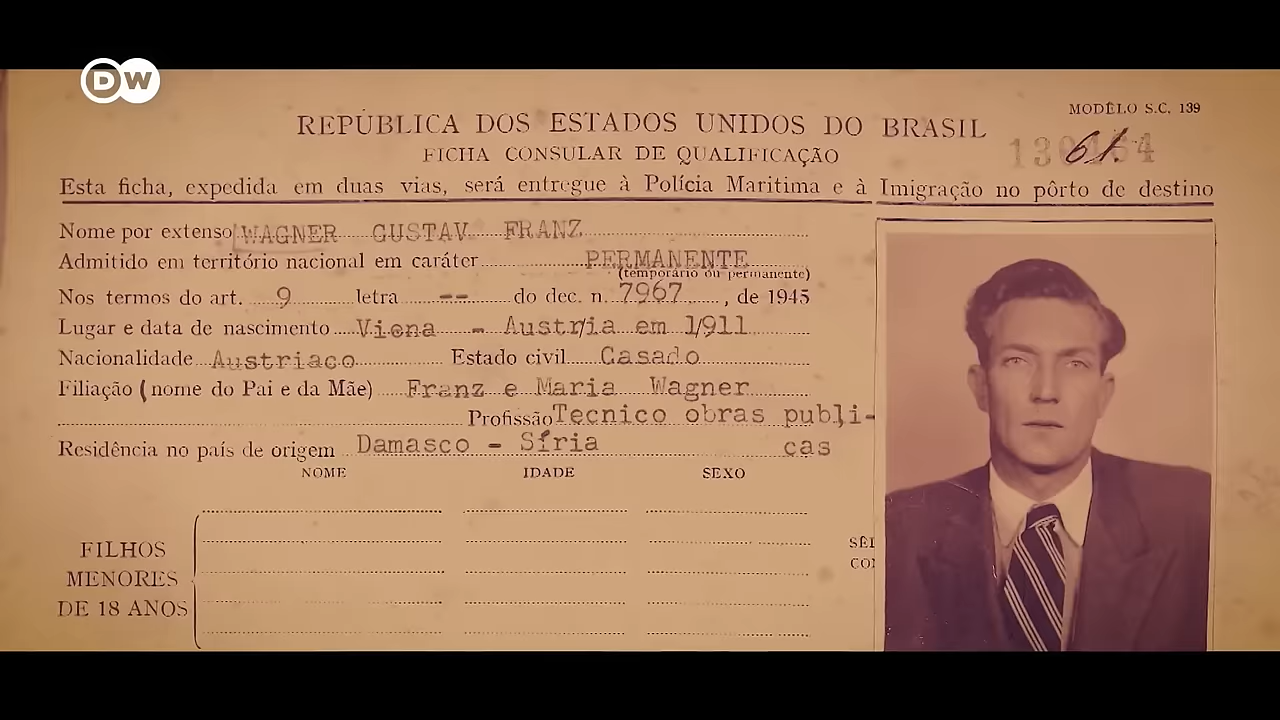 DW
MODÊLO S.C. 139
REPÚBLICA DOS ESTADOS UNIDOS DO BRASIL
61.
FICHA CONSULAR DE QUALIFICAÇÃO
Esta ficha, expedida em duas vias, será entregue à Polícia Maritima e à Imigração no pôrto de destino
Nome por extenso WAGNER GUSTAV FRANZ
Admitido em território nacional em caráter PERMANENTE
(temporário ou permanente)
Nos termos do art. 9 letra -- do dec. n. 7967, de 1945
Lugar e data de nascimento Viena - Austria em 1/911
Nacionalidade Austriaco Estado civil Casado
Filiação (nome do Pai e da Mãe) Franz e Maria Wagner
Profissão Tecnico obras publi-
Residência no país de origem Damasco - Síria cas
NOME IDADE SEXO
FILHOS
MENORES
DE 18 ANOS